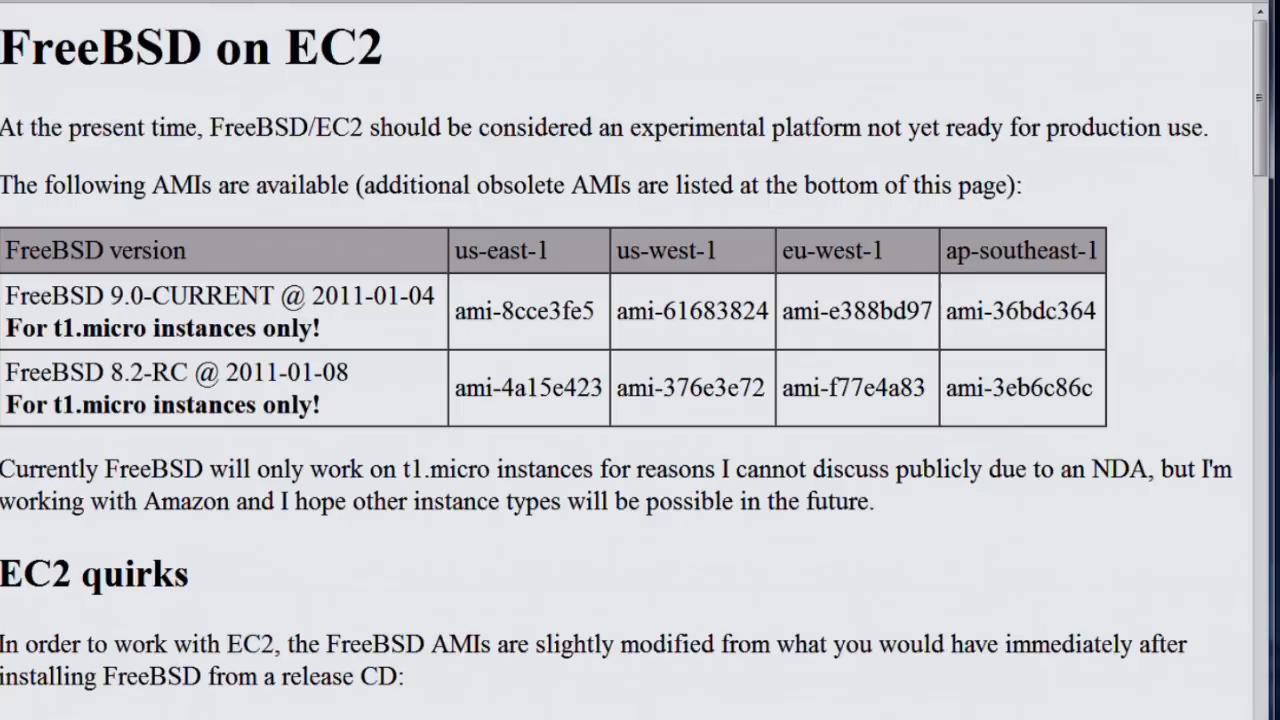 FreeBSD on EC2
At the present time, FreeBSD/EC2 should be considered an experimental platform not yet ready for production use.
The following AMIs are available (additional obsolete AMIs are listed at the bottom of this page):
FreeBSD version us-east-1 us-west-1 eu-west-1 ap-southeast-1
FreeBSD 9.0-CURRENT @ 2011-01-04
For t1.micro instances only!
ami-8cce3fe5 ami-61683824 ami-e388bd97 ami-36bdc364
FreeBSD 8.2-RC @ 2011-01-08
For t1.micro instances only!
ami-4a15e423 ami-376e3e72 ami-f77e4a83 ami-3eb6c86c
Currently FreeBSD will only work on t1.micro instances for reasons I cannot discuss publicly due to an NDA, but I'm
working with Amazon and I hope other instance types will be possible in the future.
EC2 quirks
In order to work with EC2, the FreeBSD AMIs are slightly modified from what you would have immediately after
installing FreeBSD from a release CD: